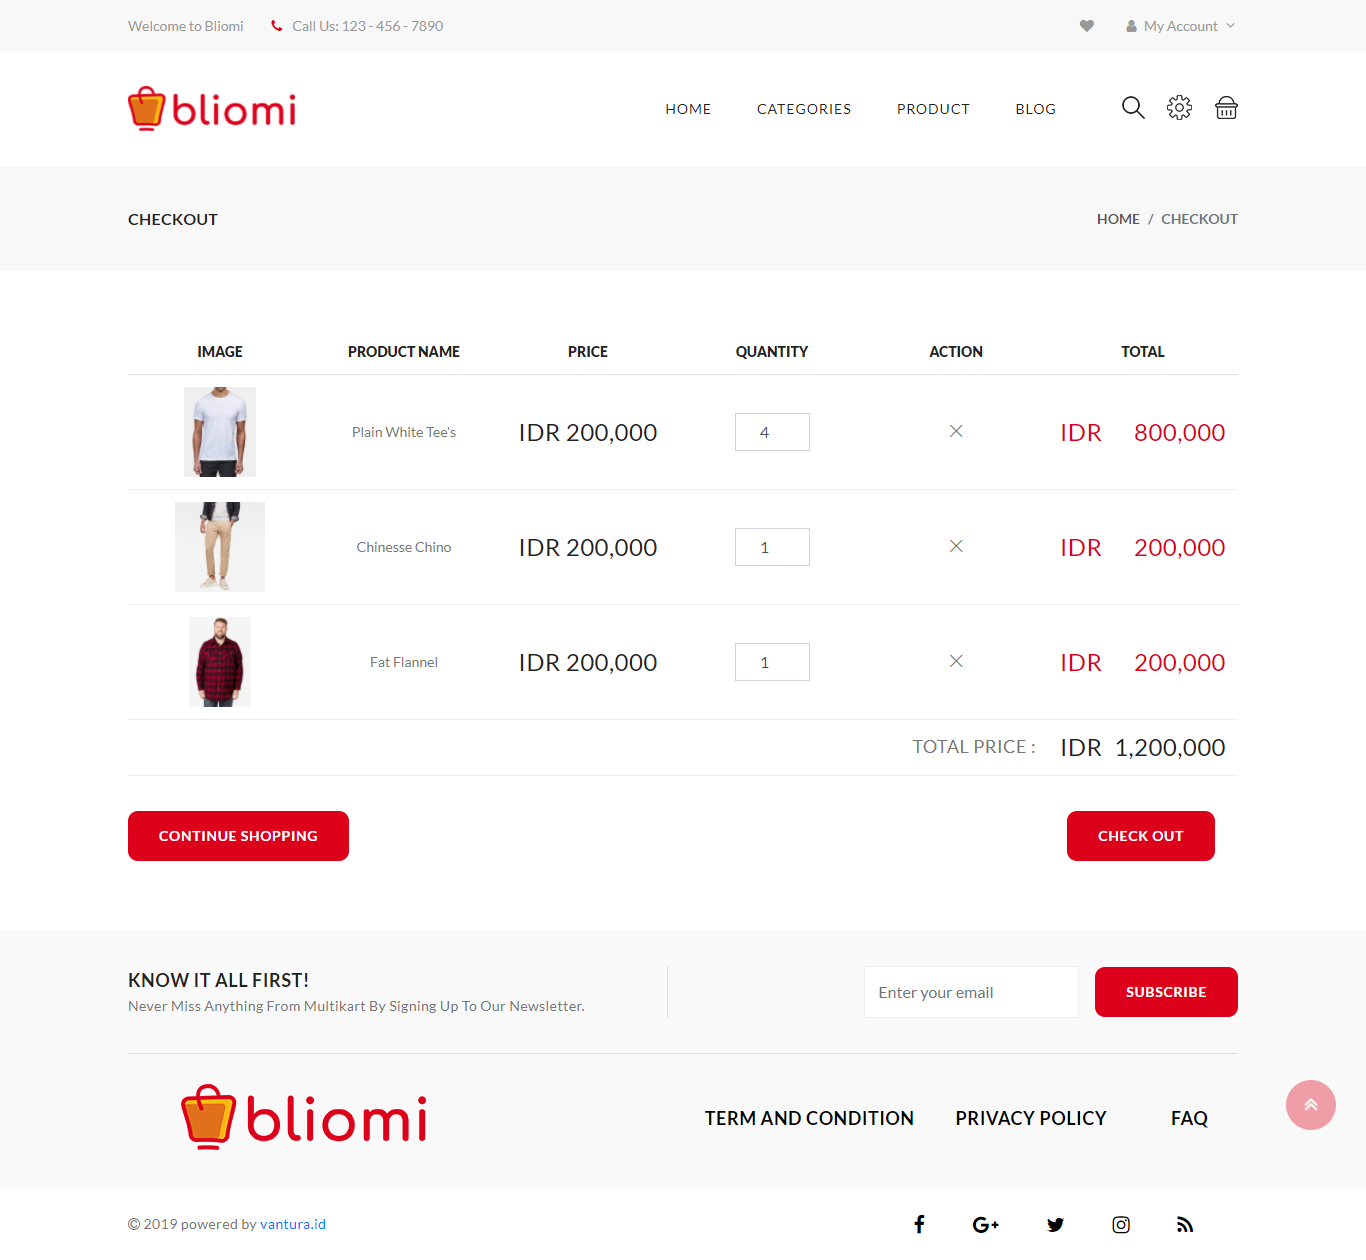 Welcome to Bliomi Call Us: 123 - 456 - 7890 My Account
bliomi HOME CATEGORIES PRODUCT BLOG
CHECKOUT HOME / CHECKOUT
IMAGE PRODUCT NAME PRICE QUANTITY ACTION TOTAL
Plain White Tee's IDR 200,000 4 IDR 800,000
Chinesse Chino IDR 200,000 1 IDR 200,000
Fat Flannel IDR 200,000 1 IDR 200,000
TOTAL PRICE : IDR 1,200,000
CONTINUE SHOPPING CHECK OUT
KNOW IT ALL FIRST!
Never Miss Anything From Multikart By Signing Up To Our Newsletter.
Enter your email SUBSCRIBE
bliomi TERM AND CONDITION PRIVACY POLICY FAQ
© 2019 powered by vantura.id